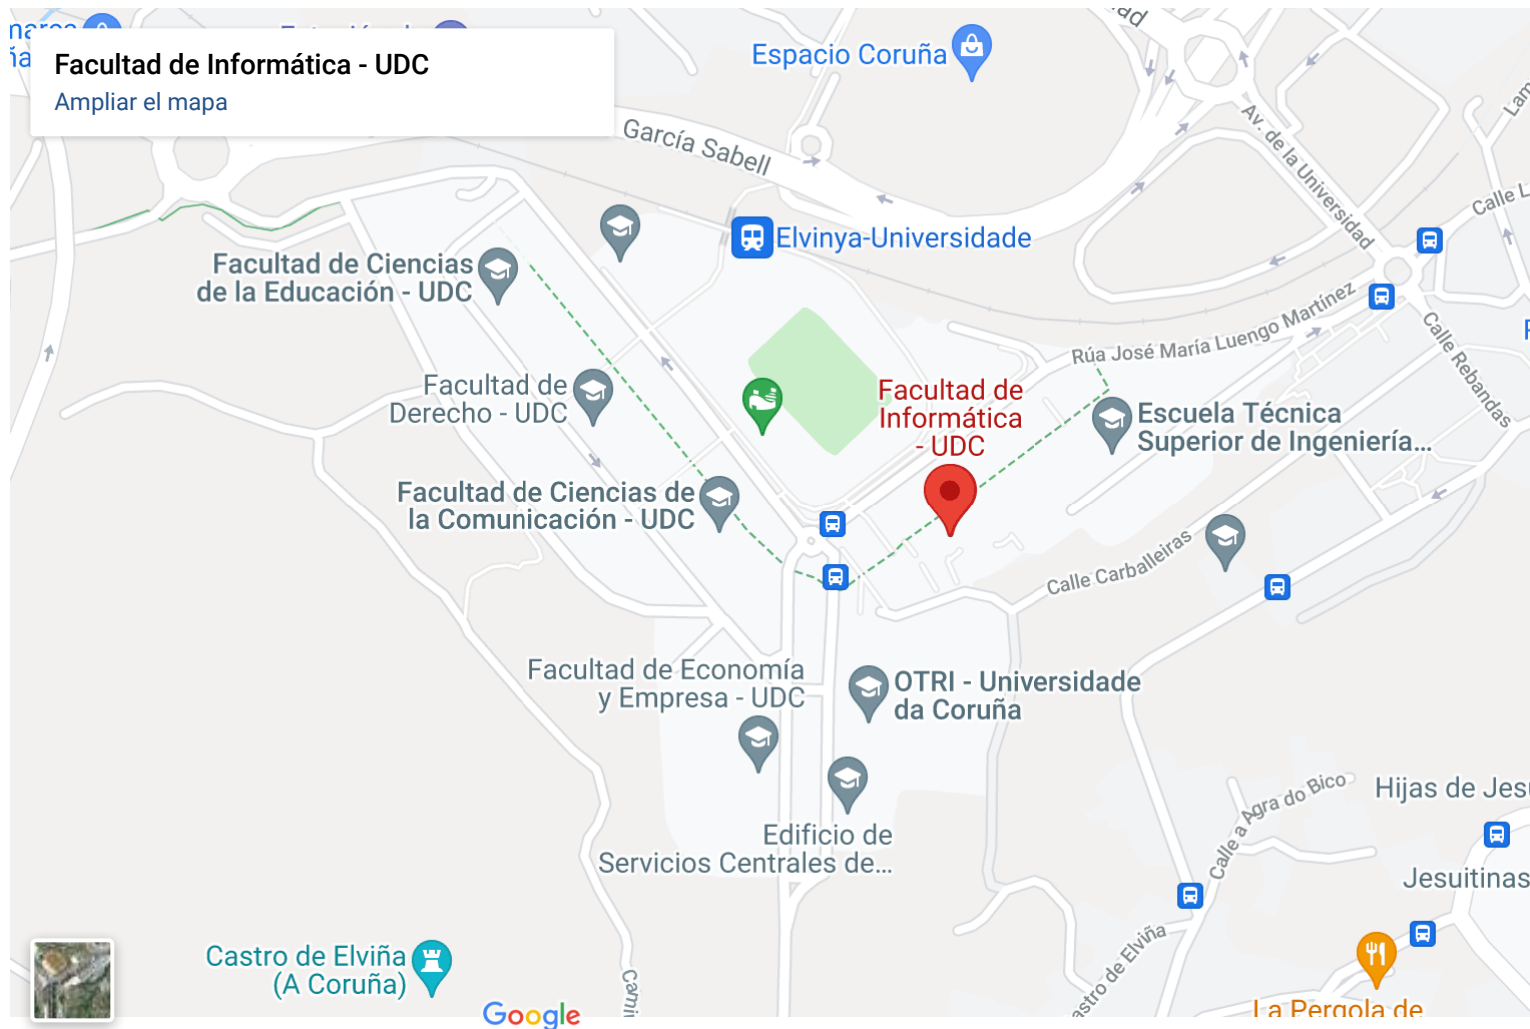 Facultad de Informática - UDC
Ampliar el mapa
Espacio Coruña
García Sabell
Av. de la Universidad
Elvinya-Universidade
Facultad de Ciencias
de la Educación - UDC
Rúa José María Luengo Martínez
Calle Rebandas
Facultad de
Derecho - UDC
Facultad de
Informática
- UDC
Escuela Técnica
Superior de Ingeniería...
Facultad de Ciencias de
la Comunicación - UDC
Calle Carballeiras
Facultad de Economía
y Empresa - UDC
OTRI - Universidade
da Coruña
Calle a Agra do Bico
Hijas de Jes
Edificio de
Servicios Centrales de...
Jesuitinas
Castro de Elviña
(A Coruña)
astro de Elviña
Google
La Pergola de